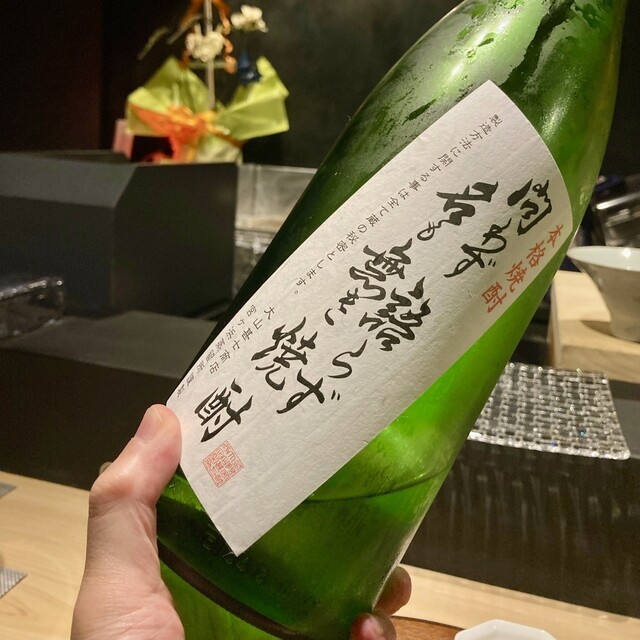 本格焼酎
問わず
語らず
名も
無き
焼酎
製造方法に関する事は全て蔵の秘密とします。
大山甚七商店